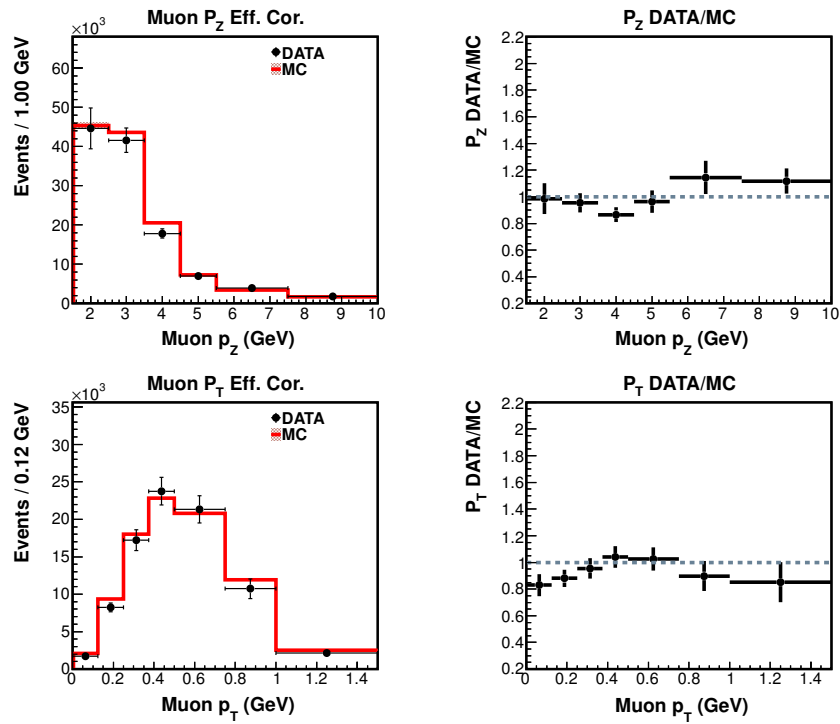 Muon P_Z Eff. Cor.
×10³
Events / 1.00 GeV
60
50
40
30
20
10
0
DATA
MC
2 3 4 5 6 7 8 9 10
Muon p_Z (GeV)
P_Z DATA/MC
P_Z DATA/MC
2.2
2
1.8
1.6
1.4
1.2
1
0.8
0.6
0.4
0.2
2 3 4 5 6 7 8 9 10
Muon p_Z (GeV)
Muon P_T Eff. Cor.
×10³
Events / 0.12 GeV
35
30
25
20
15
10
5
0
DATA
MC
0 0.2 0.4 0.6 0.8 1 1.2 1.4
Muon p_T (GeV)
P_T DATA/MC
P_T DATA/MC
2.2
2
1.8
1.6
1.4
1.2
1
0.8
0.6
0.4
0.2
0 0.2 0.4 0.6 0.8 1 1.2 1.4
Muon p_T (GeV)